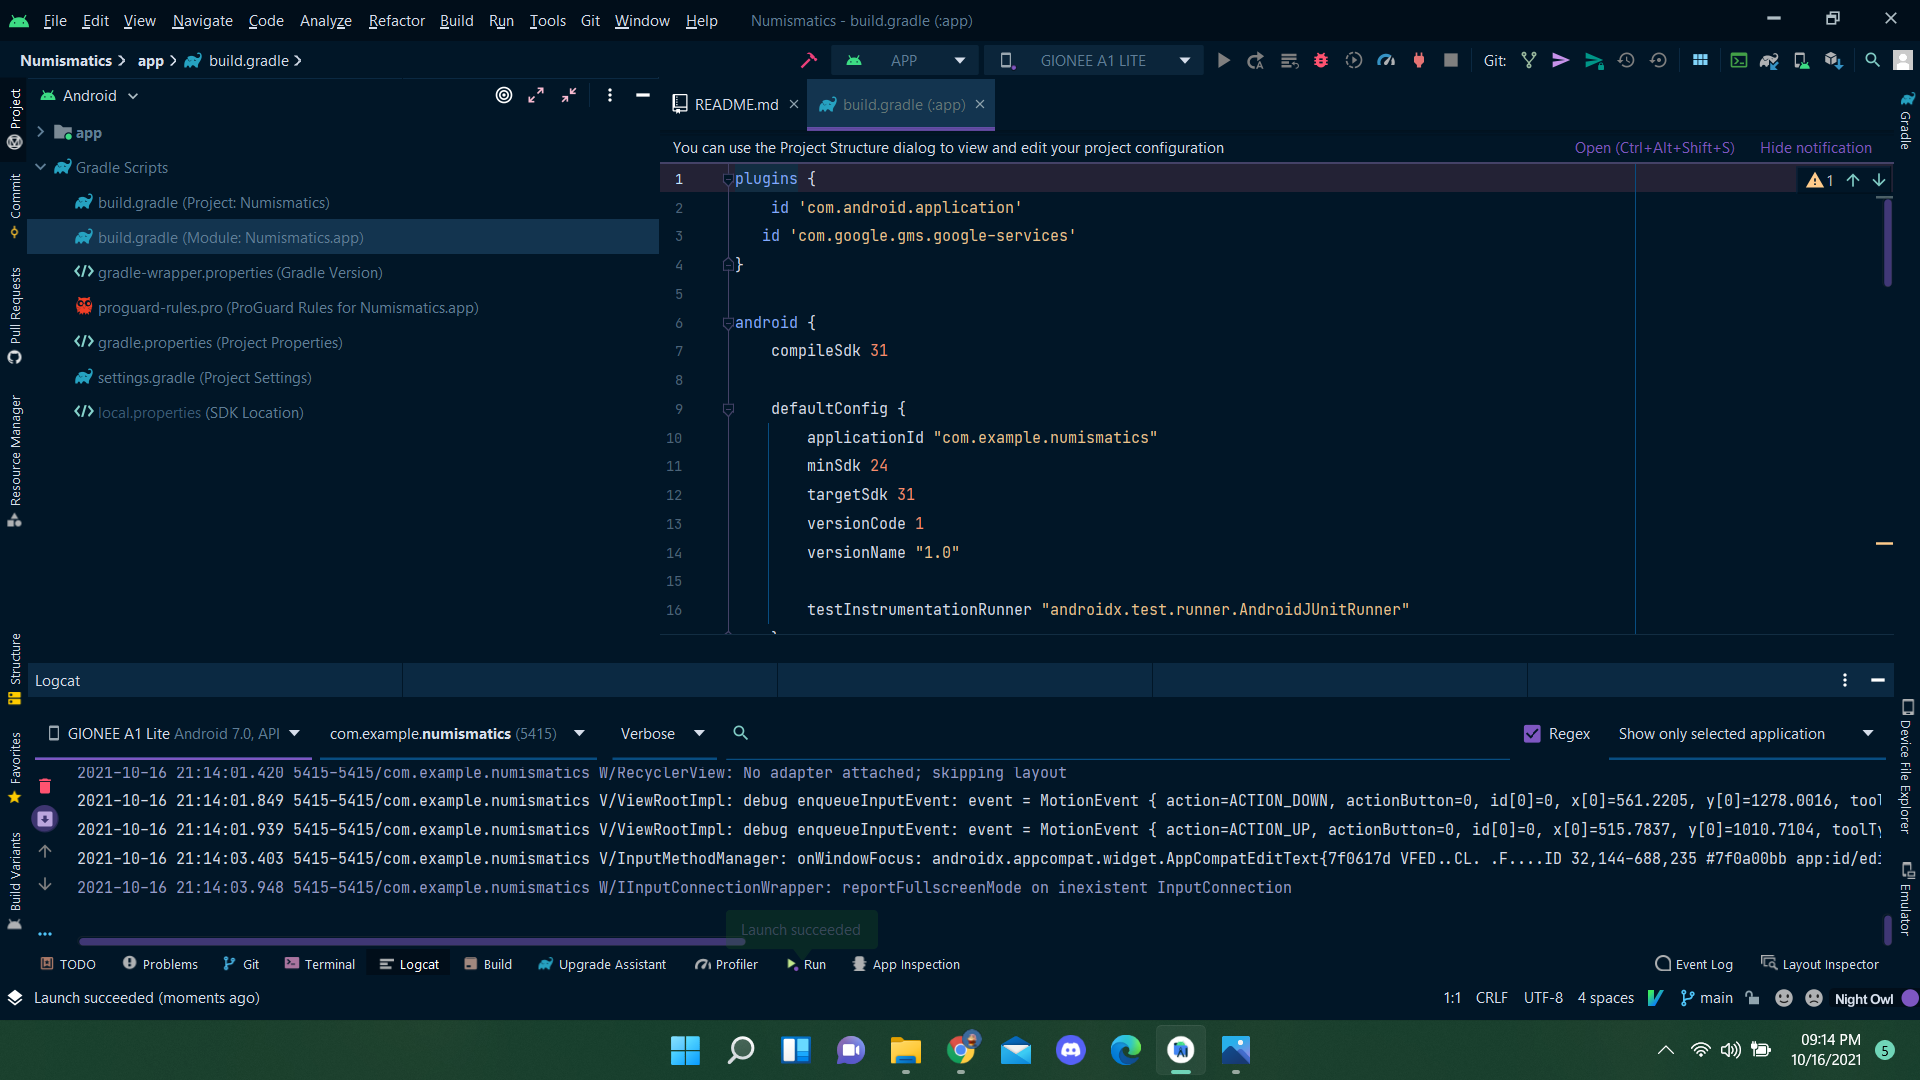 File Edit View Navigate Code Analyze Refactor Build Run Tools Git Window Help Numismatics - build.gradle (:app)
Numismatics app build.gradle
APP GIONEE A1 LITE Git:
Android
app
Gradle Scripts
build.gradle (Project: Numismatics)
build.gradle (Module: Numismatics.app)
gradle-wrapper.properties (Gradle Version)
proguard-rules.pro (ProGuard Rules for Numismatics.app)
gradle.properties (Project Properties)
settings.gradle (Project Settings)
local.properties (SDK Location)
Project
Commit
Pull Requests
Resource Manager
Structure
Favorites
Build Variants
README.md build.gradle (:app)
You can use the Project Structure dialog to view and edit your project configuration Open (Ctrl+Alt+Shift+S) Hide notification
1 plugins { 1
2 id 'com.android.application'
3 id 'com.google.gms.google-services'
4 }
5
6 android {
7 compileSdk 31
8
9 defaultConfig {
10 applicationId "com.example.numismatics"
11 minSdk 24
12 targetSdk 31
13 versionCode 1
14 versionName "1.0"
15
16 testInstrumentationRunner "androidx.test.runner.AndroidJUnitRunner"
Gradle
Device File Explorer
Emulator
Logcat
GIONEE A1 Lite Android 7.0, API com.example.numismatics (5415) Verbose Regex Show only selected application
2021-10-16 21:14:01.420 5415-5415/com.example.numismatics W/RecyclerView: No adapter attached; skipping layout
2021-10-16 21:14:01.849 5415-5415/com.example.numismatics V/ViewRootImpl: debug enqueueInputEvent: event = MotionEvent { action=ACTION_DOWN, actionButton=0, id[0]=0, x[0]=561.2205, y[0]=1278.0016, tool
2021-10-16 21:14:01.939 5415-5415/com.example.numismatics V/ViewRootImpl: debug enqueueInputEvent: event = MotionEvent { action=ACTION_UP, actionButton=0, id[0]=0, x[0]=515.7837, y[0]=1010.7104, toolTy
2021-10-16 21:14:03.403 5415-5415/com.example.numismatics V/InputMethodManager: onWindowFocus: androidx.appcompat.widget.AppCompatEditText{7f0617d VFED..CL. .F....ID 32,144-688,235 #7f0a00bb app:id/edi
2021-10-16 21:14:03.948 5415-5415/com.example.numismatics W/IInputConnectionWrapper: reportFullscreenMode on inexistent InputConnection
Launch succeeded
TODO Problems Git Terminal Logcat Build Upgrade Assistant Profiler Run App Inspection Event Log Layout Inspector
Launch succeeded (moments ago) 1:1 CRLF UTF-8 4 spaces main Night Owl
09:14 PM
10/16/2021 5